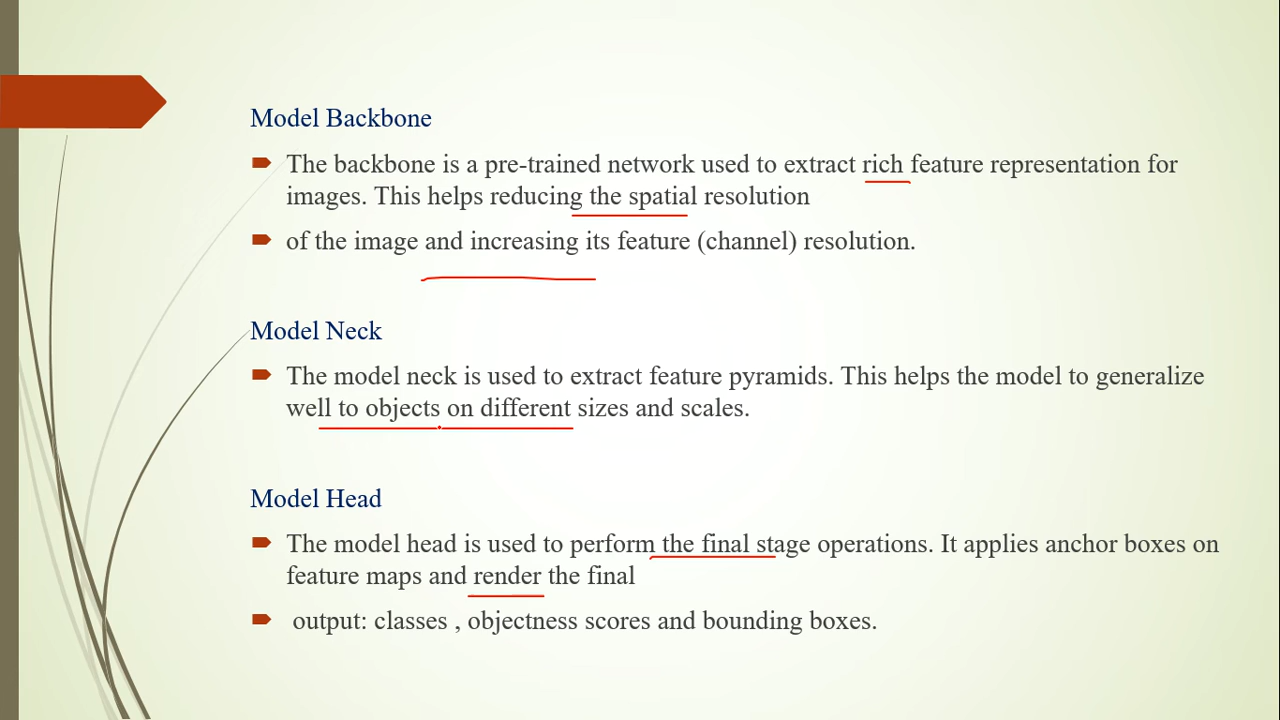 Model Backbone
The backbone is a pre-trained network used to extract rich feature representation for
images. This helps reducing the spatial resolution
of the image and increasing its feature (channel) resolution.
Model Neck
The model neck is used to extract feature pyramids. This helps the model to generalize
well to objects on different sizes and scales.
Model Head
The model head is used to perform the final stage operations. It applies anchor boxes on
feature maps and render the final
output: classes , objectness scores and bounding boxes.